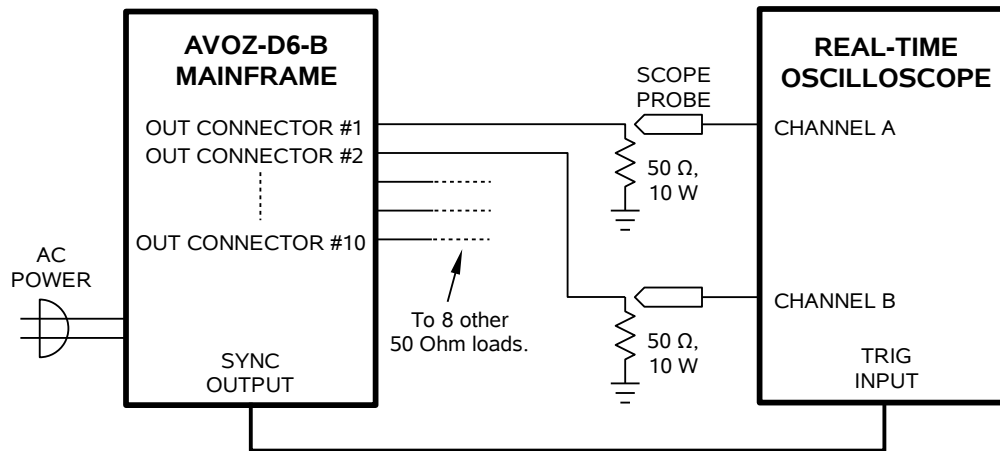 AVOZ-D6-B
MAINFRAME
OUT CONNECTOR #1
OUT CONNECTOR #2
OUT CONNECTOR #10
AC
POWER
SYNC
OUTPUT
To 8 other
50 Ohm loads.
SCOPE
PROBE
50 Ω,
10 W
50 Ω,
10 W
REAL-TIME
OSCILLOSCOPE
CHANNEL A
CHANNEL B
TRIG
INPUT